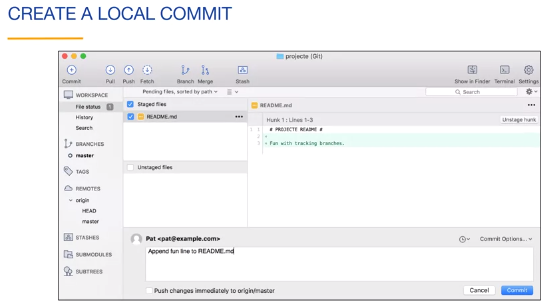 CREATE A LOCAL COMMIT
projecte (Git)
Commit Pull Push Fetch Branch Merge Stash Show in Finder Terminal Settings
Pending files, sorted by path Search
WORKSPACE
File status 1
History
Search
BRANCHES
master
TAGS
REMOTES
origin
HEAD
master
STASHES
SUBMODULES
SUBTREES
Staged files
README.md
Unstaged files
README.md
Hunk 1 : Lines 1-3
Unstage hunk
1 1 # PROJECTE README #
2 +
3 + Fun with tracking branches.
Pat <pat@example.com>
Commit Options...
Append fun line to README.md
Push changes immediately to origin/master
Cancel Commit